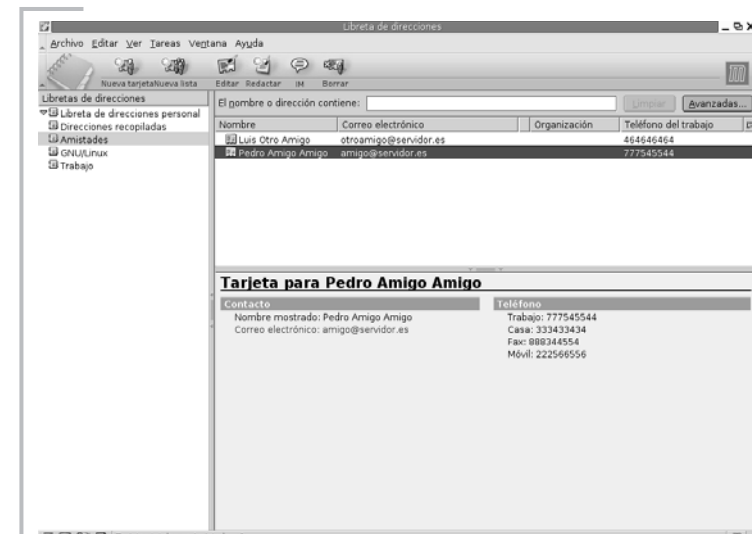 Libreta de direcciones
Archivo Editar Ver Tareas Ventana Ayuda
Nueva tarjeta Nueva lista Editar Redactar IM Borrar
Libretas de direcciones
El nombre o dirección contiene: Limpiar Avanzadas...
Libreta de direcciones personal
Direcciones recopiladas
Amistades
GNU/Linux
Trabajo
Nombre Correo electrónico Organización Teléfono del trabajo
Luis Otro Amigo otroamigo@servidor.es 464646464
Pedro Amigo Amigo amigo@servidor.es 777545544
Tarjeta para Pedro Amigo Amigo
Contacto
Nombre mostrado: Pedro Amigo Amigo
Correo electrónico: amigo@servidor.es
Teléfono
Trabajo: 777545544
Casa: 333433434
Fax: 888344554
Móvil: 222566556